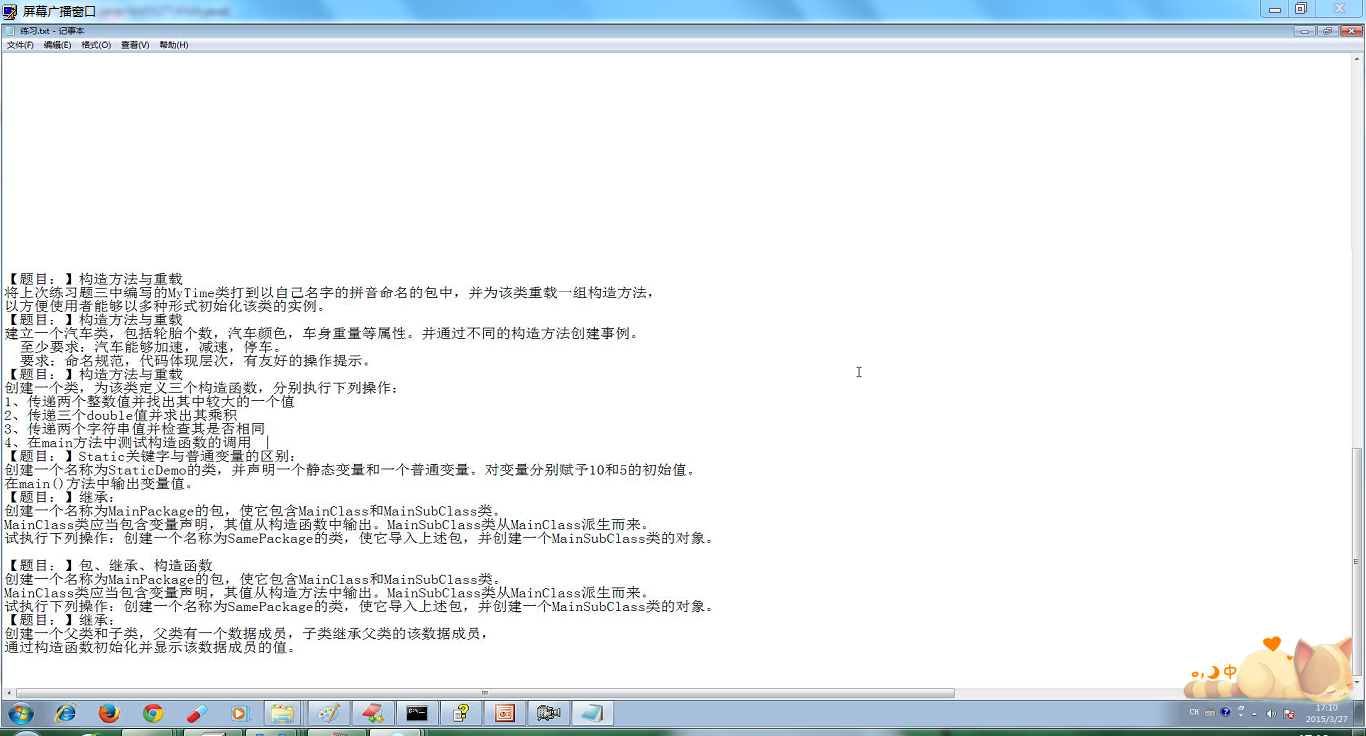 屏幕广播窗口
练习.txt - 记事本
文件(F) 编辑(E) 格式(O) 查看(V) 帮助(H)
【题目：】构造方法与重载
将上次练习题三中编写的MyTime类打到以自己名字的拼音命名的包中，并为该类重载一组构造方法，
以方便使用者能够以多种形式初始化该类的实例。
【题目：】构造方法与重载
建立一个汽车类，包括轮胎个数，汽车颜色，车身重量等属性。并通过不同的构造方法创建事例。
至少要求：汽车能够加速，减速，停车。
要求：命名规范，代码体现层次，有友好的操作提示。
【题目：】构造方法与重载
创建一个类，为该类定义三个构造函数，分别执行下列操作：
1、传递两个整数值并找出其中较大的一个值
2、传递三个double值并求出其乘积
3、传递两个字符串值并检查其是否相同
4、在main方法中测试构造函数的调用
【题目：】Static关键字与普通变量的区别：
创建一个名称为StaticDemo的类，并声明一个静态变量和一个普通变量。对变量分别赋予10和5的初始值。
在main()方法中输出变量值。
【题目：】继承：
创建一个名称为MainPackage的包，使它包含MainClass和MainSubClass类。
MainClass类应当包含变量声明，其值从构造函数中输出。MainSubClass类从MainClass派生而来。
试执行下列操作：创建一个名称为SamePackage的类，使它导入上述包，并创建一个MainSubClass类的对象。
【题目：】包、继承、构造函数
创建一个名称为MainPackage的包，使它包含MainClass和MainSubClass类。
MainClass类应当包含变量声明，其值从构造方法中输出。MainSubClass类从MainClass派生而来。
试执行下列操作：创建一个名称为SamePackage的类，使它导入上述包，并创建一个MainSubClass类的对象。
【题目：】继承：
创建一个父类和子类，父类有一个数据成员，子类继承父类的该数据成员，
通过构造函数初始化并显示该数据成员的值。
中
CH
17:10
2015/3/27